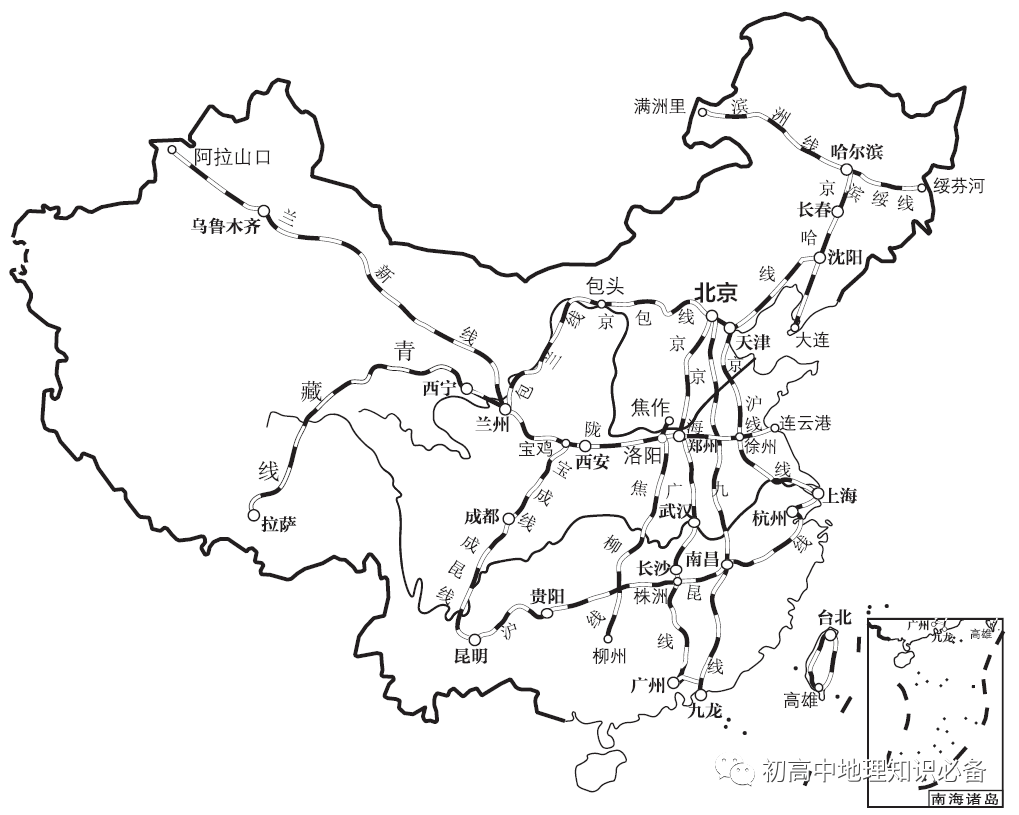 满洲里
滨洲线
哈尔滨
滨绥线
绥芬河
阿拉山口
乌鲁木齐
兰新线
京哈线
长春
沈阳
大连
包头
京包线
北京
天津
包兰线
青藏线
西宁
兰州
拉萨
京广线
京九线
京沪线
焦作
连云港
宝鸡
陇海
西安
洛阳
郑州
徐州
宝成线
焦柳线
成都
武汉
上海
杭州
成昆线
长沙
南昌
贵阳
株洲
沪昆线
昆明
柳州
广州
九龙
台北
高雄
广州
九龙
高雄
南海诸岛
初高中地理知识必备